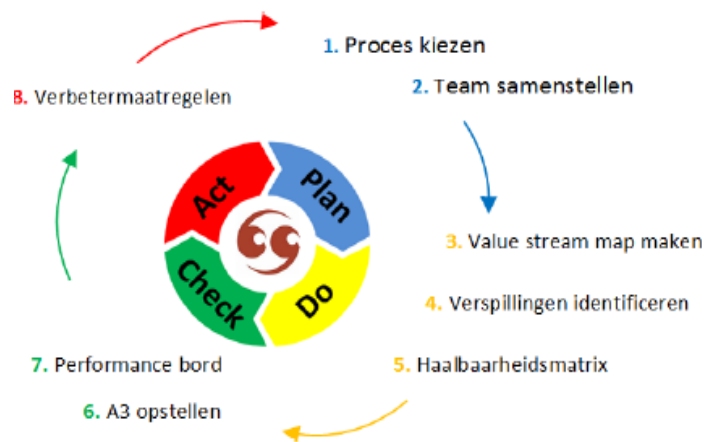 1. Proces kiezen
2. Team samenstellen
3. Value stream map maken
4. Verspillingen identificeren
5. Haalbaarheidsmatrix
6. A3 opstellen
7. Performance bord
8. Verbetermaatregelen
Plan
Do
Check
Act